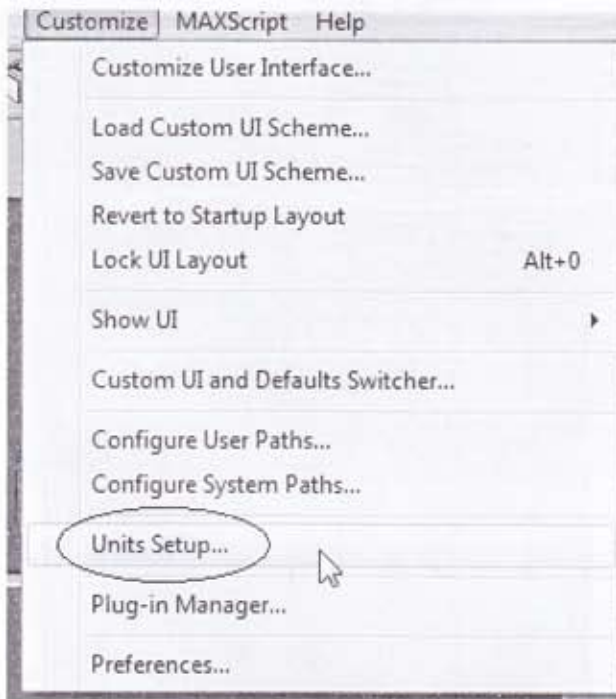 Customize MAXScript Help
Customize User Interface...
Load Custom UI Scheme...
Save Custom UI Scheme...
Revert to Startup Layout
Lock UI Layout Alt+0
Show UI
Custom UI and Defaults Switcher...
Configure User Paths...
Configure System Paths...
Units Setup...
Plug-in Manager...
Preferences...